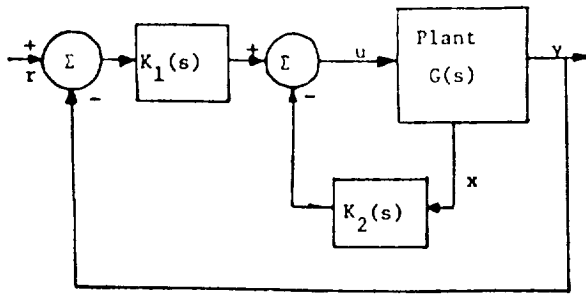 +
r
Σ
-
K₁(s)
+
Σ
-
u
Plant
G(s)
y
x
K₂(s)